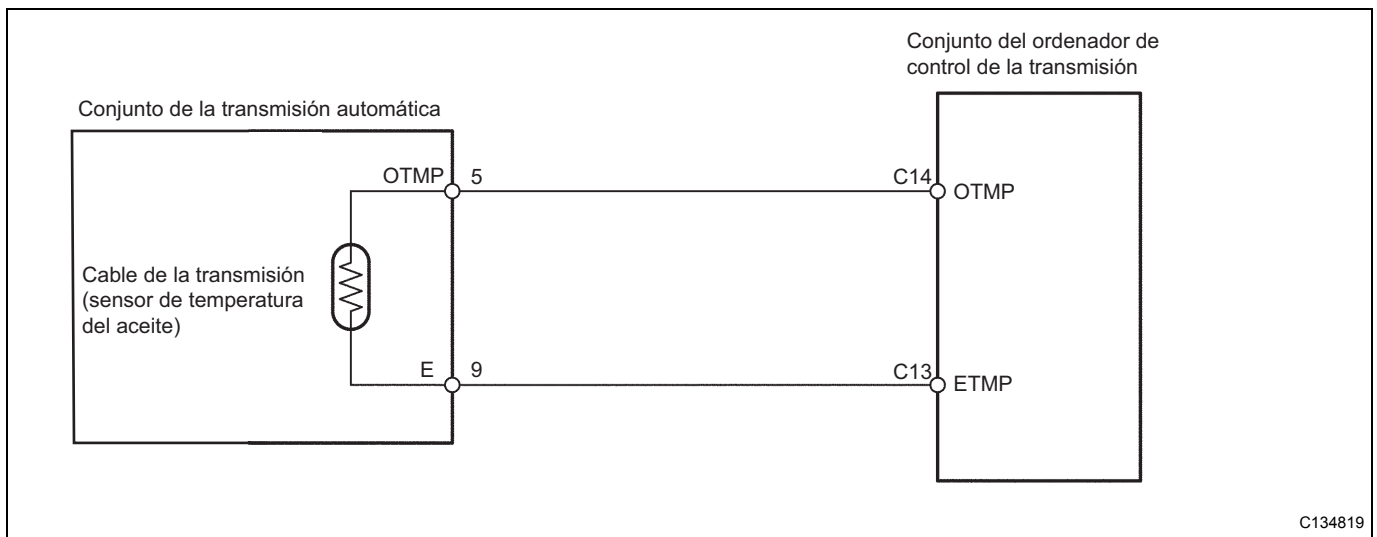 Conjunto del ordenador de
control de la transmisión
Conjunto de la transmisión automática
OTMP 5
C14 OTMP
Cable de la transmisión
(sensor de temperatura
del aceite)
E 9
C13 ETMP
C134819